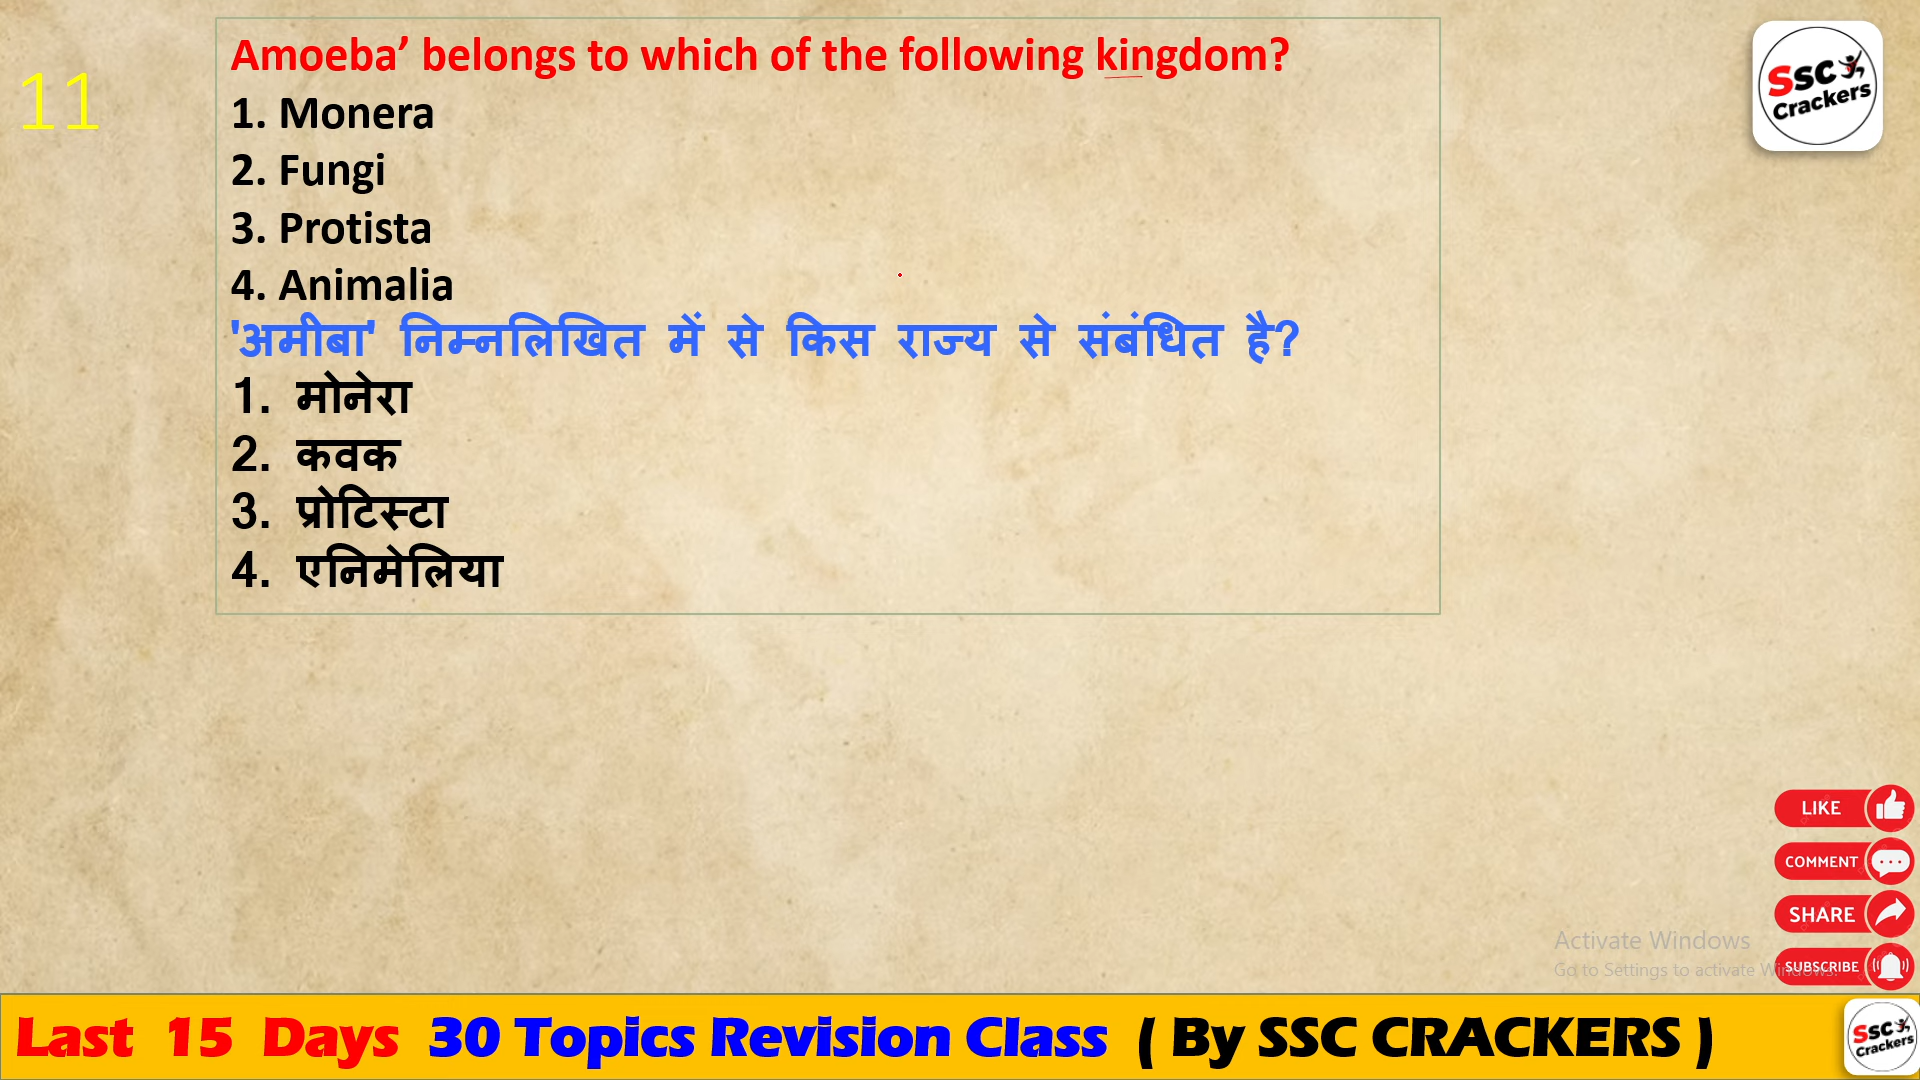 11
Amoeba’ belongs to which of the following kingdom?
1. Monera
2. Fungi
3. Protista
4. Animalia
'अमीबा' निम्नलिखित में से किस राज्य से संबंधित है?
1. मोनेरा
2. कवक
3. प्रोटिस्टा
4. एनिमेलिया
SSC
Crackers
LIKE
COMMENT
SHARE
SUBSCRIBE
Activate Windows
Go to Settings to activate Windows.
Last 15 Days 30 Topics Revision Class ( By SSC CRACKERS )
SSC
Crackers